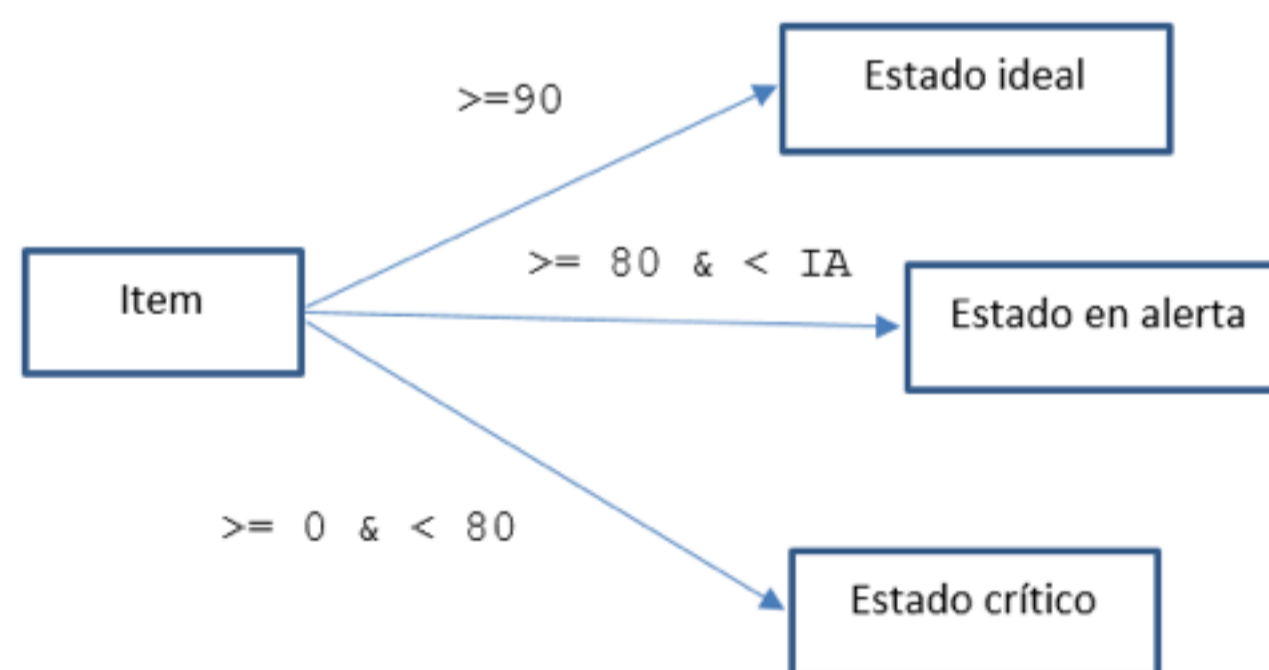 Estado ideal
>=90
>= 80 & < IA
Item
Estado en alerta
>= 0 & < 80
Estado crítico